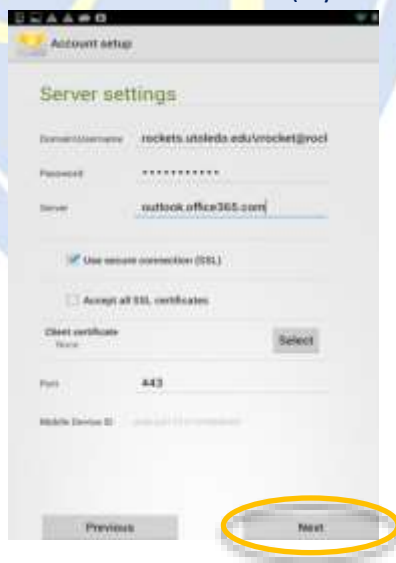 Account setup
Server settings
Domain\Username rockets.utoledo.edu\rrocket@rocl
Password ***********
Server outlook.office365.com
Use secure connection (SSL)
Accept all SSL certificates
Client certificate
None
Select
Port 443
Mobile Device ID
Previous Next